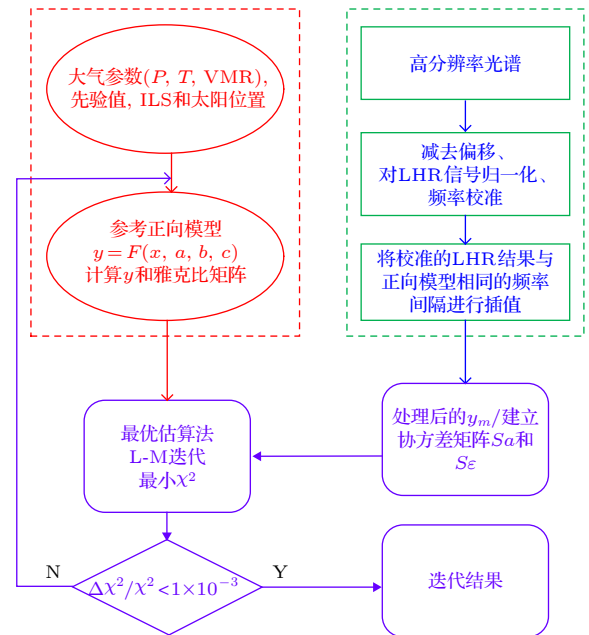 大气参数(P, T, VMR),
先验值, ILS和太阳位置
参考正向模型
y=F(x, a, b, c)
计算y和雅克比矩阵
高分辨率光谱
减去偏移、
对LHR信号归一化、
频率校准
将校准的LHR结果与
正向模型相同的频率
间隔进行插值
最优估算法
L-M迭代
最小χ²
处理后的yₘ/建立
协方差矩阵Sa和
Sε
N
Δχ²/χ²<1×10⁻³
Y
迭代结果